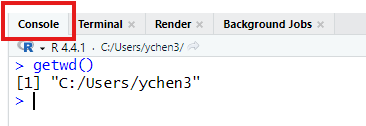 Console Terminal Render Background Jobs
R R 4.4.1 · C:/Users/ychen3/
> getwd()
[1] "C:/Users/ychen3"
>